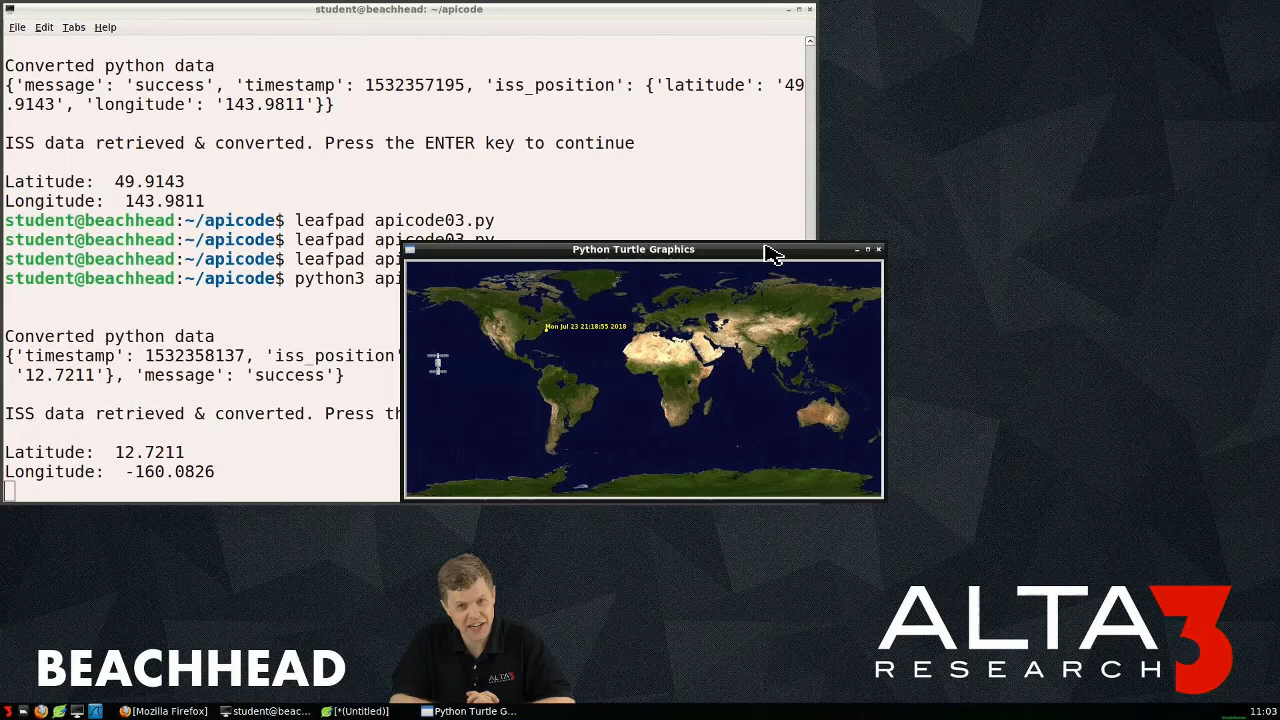 student@beachhead: ~/apicode
File Edit Tabs Help
Converted python data
{'message': 'success', 'timestamp': 1532357195, 'iss_position': {'latitude': '49
.9143', 'longitude': '143.9811'}}
ISS data retrieved & converted. Press the ENTER key to continue
Latitude: 49.9143
Longitude: 143.9811
student@beachhead:~/apicode$ leafpad apicode03.py
student@beachhead:~/apicode$ leafpad apicode03.py
student@beachhead:~/apicode$ leafpad api
student@beachhead:~/apicode$ python3 api
Converted python data
{'timestamp': 1532358137, 'iss_position'
'12.7211'}, 'message': 'success'}
ISS data retrieved & converted. Press th
Latitude: 12.7211
Longitude: -160.0826
Python Turtle Graphics
Mon Jul 23 21:18:55 2018
BEACHHEAD
ALTA3
ALTA3
RESEARCH
[Mozilla Firefox]
student@beac...
[*(Untitled)]
Python Turtle G...
11:03